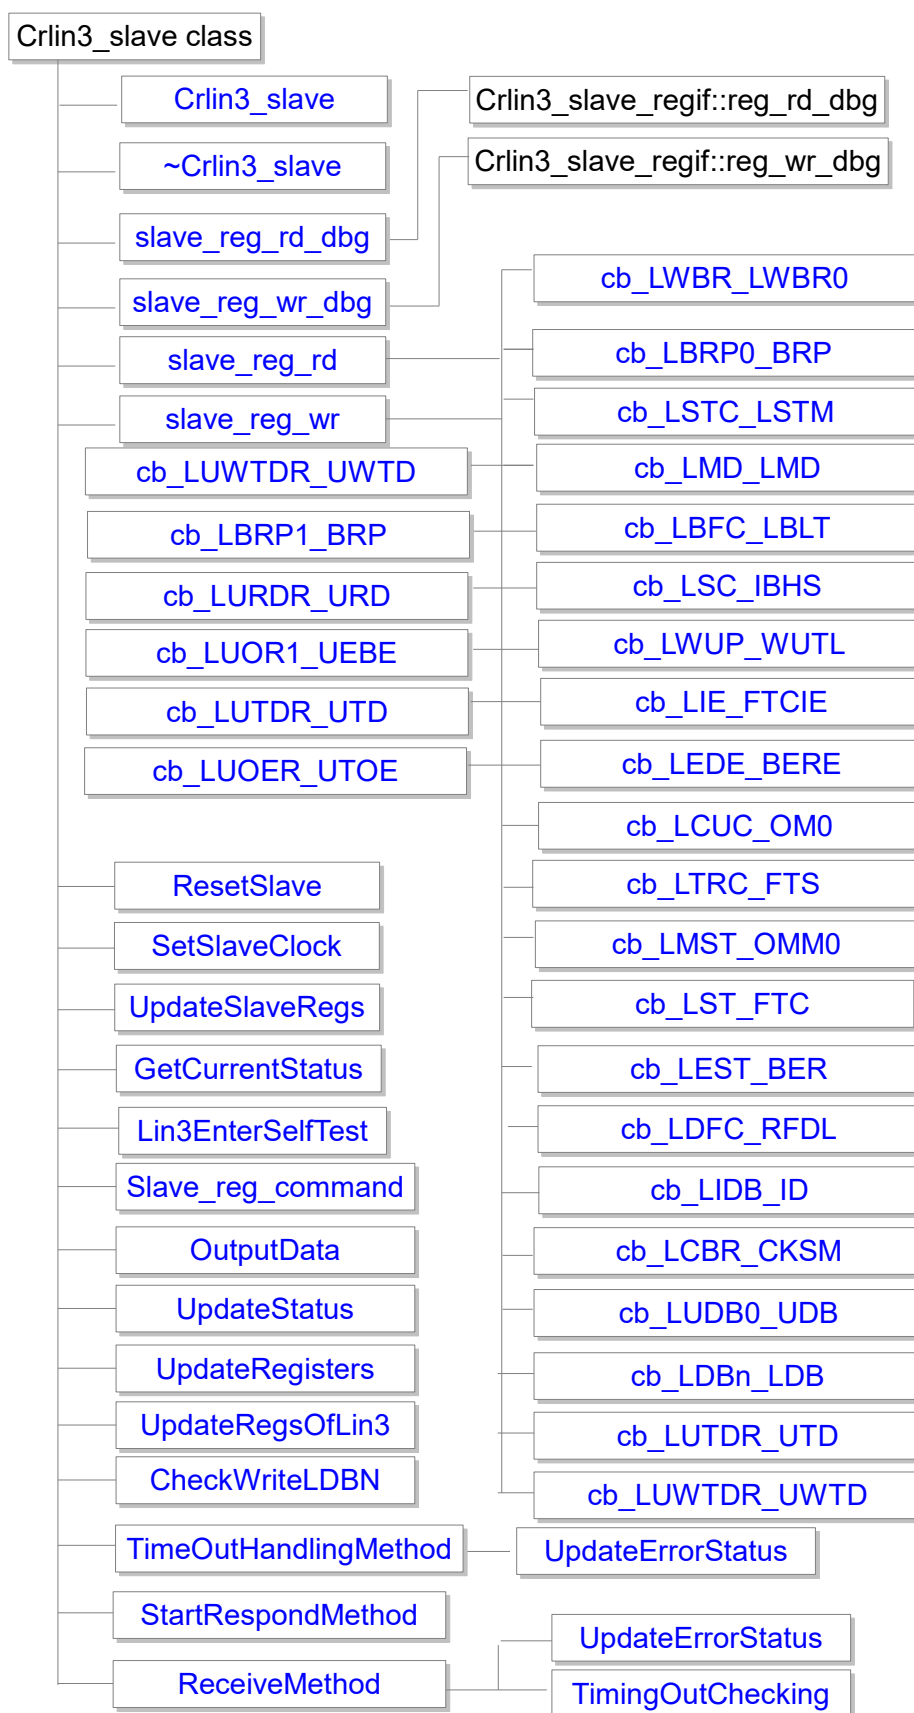 Crlin3_slave class
Crlin3_slave
Crlin3_slave_regif::reg_rd_dbg
~Crlin3_slave
Crlin3_slave_regif::reg_wr_dbg
slave_reg_rd_dbg
slave_reg_wr_dbg
cb_LWBR_LWBR0
slave_reg_rd
cb_LBRP0_BRP
slave_reg_wr
cb_LSTC_LSTM
cb_LUWTDR_UWTD
cb_LMD_LMD
cb_LBRP1_BRP
cb_LBFC_LBLT
cb_LURDR_URD
cb_LSC_IBHS
cb_LUOR1_UEBE
cb_LWUP_WUTL
cb_LUTDR_UTD
cb_LIE_FTCIE
cb_LUOER_UTOE
cb_LEDE_BERE
cb_LCUC_OM0
ResetSlave
cb_LTRC_FTS
SetSlaveClock
cb_LMST_OMM0
UpdateSlaveRegs
cb_LST_FTC
GetCurrentStatus
cb_LEST_BER
Lin3EnterSelfTest
cb_LDFC_RFDL
Slave_reg_command
cb_LIDB_ID
OutputData
cb_LCBR_CKSM
UpdateStatus
cb_LUDB0_UDB
UpdateRegisters
cb_LDBn_LDB
UpdateRegsOfLin3
cb_LUTDR_UTD
CheckWriteLDBN
cb_LUWTDR_UWTD
TimeOutHandlingMethod
UpdateErrorStatus
StartRespondMethod
UpdateErrorStatus
ReceiveMethod
TimingOutChecking